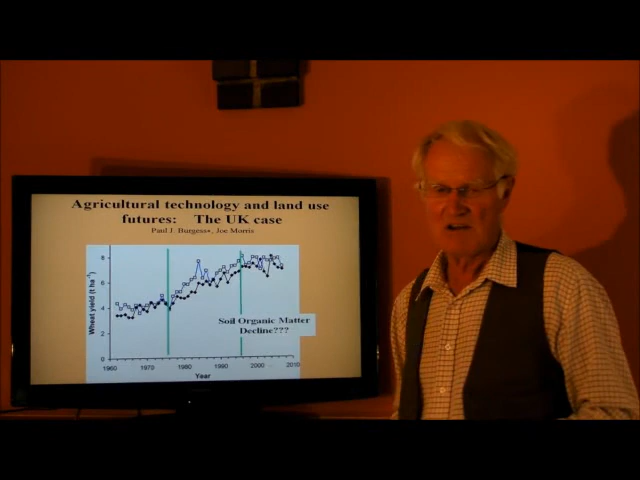 Agricultural technology and land use
futures: The UK case
Paul J. Burgess*, Joe Morris
Wheat yield (t ha⁻¹)
10
8
6
4
2
0
Soil Organic Matter
Decline???
1960 1970 1980 1990 2000 2010
Year